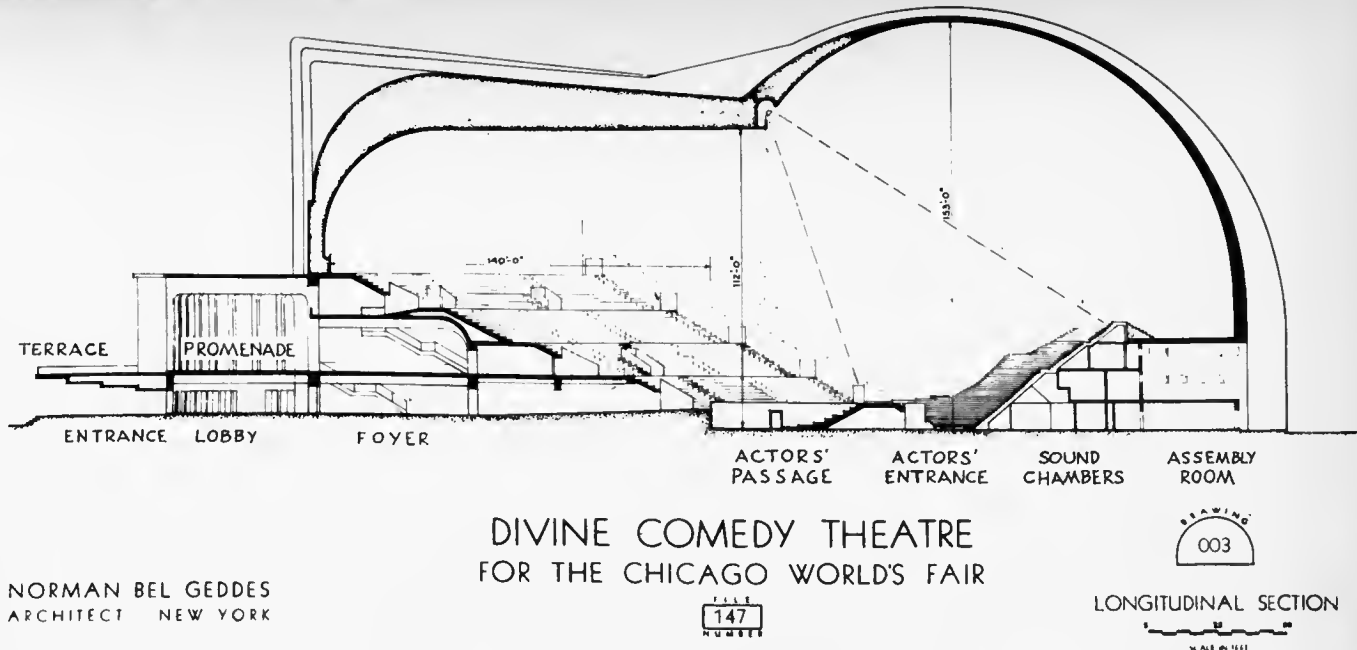 140'-0"
112'-0"
153'-0"
TERRACE
PROMENADE
ENTRANCE LOBBY
FOYER
ACTORS'
PASSAGE
ACTORS'
ENTRANCE
SOUND
CHAMBERS
ASSEMBLY
ROOM
DIVINE COMEDY THEATRE
FOR THE CHICAGO WORLD'S FAIR
FILE
147
NUMBER
NORMAN BEL GEDDES
ARCHITECT NEW YORK
DRAWING
003
LONGITUDINAL SECTION